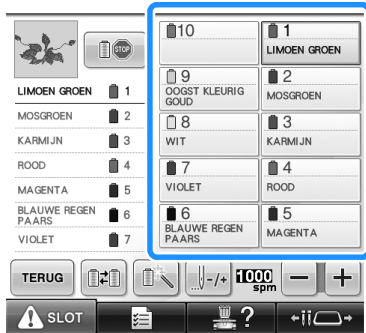 STOP
LIMOEN GROEN 1
MOSGROEN 2
KARMIJN 3
ROOD 4
MAGENTA 5
BLAUWE REGEN
PAARS 6
VIOLET 7
10
1
LIMOEN GROEN
9
OOGST KLEURIG
GOUD
2
MOSGROEN
8
WIT
3
KARMIJN
7
VIOLET
4
ROOD
6
BLAUWE REGEN
PAARS
5
MAGENTA
TERUG
-/+
1000
spm
− +
SLOT
?